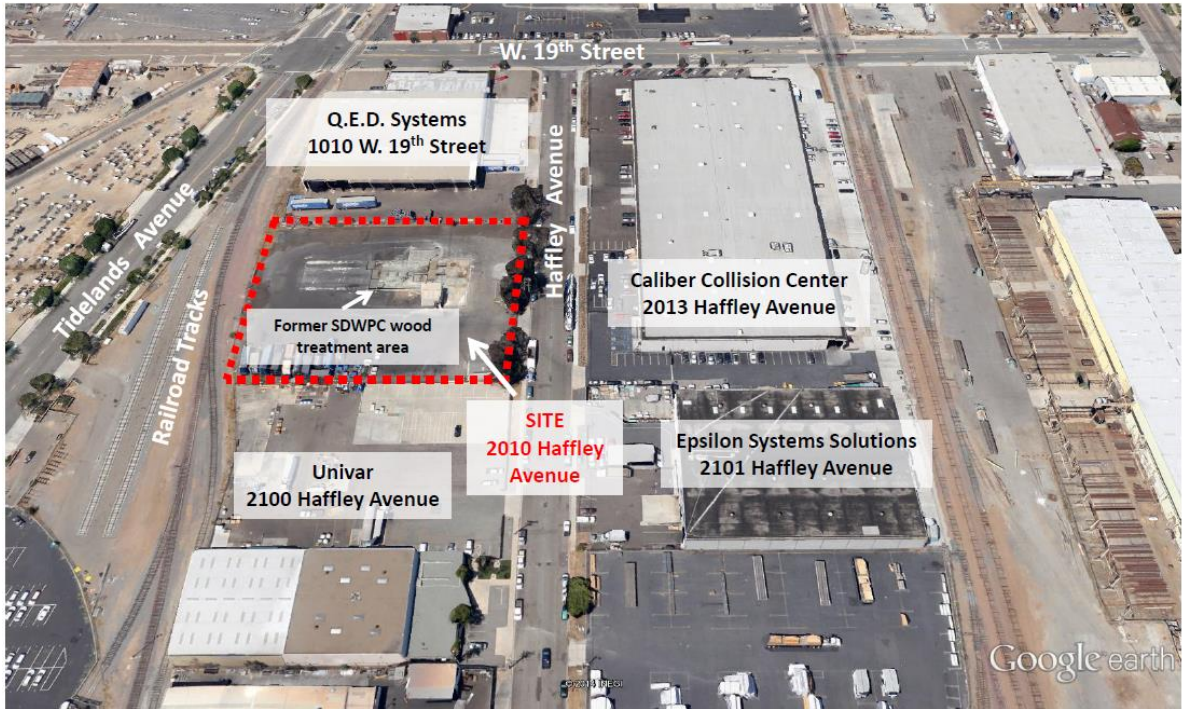 W. 19th Street
Q.E.D. Systems
1010 W. 19th Street
Haffley Avenue
Tidelands Avenue
Railroad Tracks
Caliber Collision Center
2013 Haffley Avenue
Former SDWPC wood
treatment area
SITE
2010 Haffley
Avenue
Epsilon Systems Solutions
2101 Haffley Avenue
Univar
2100 Haffley Avenue
Google earth
INEGI